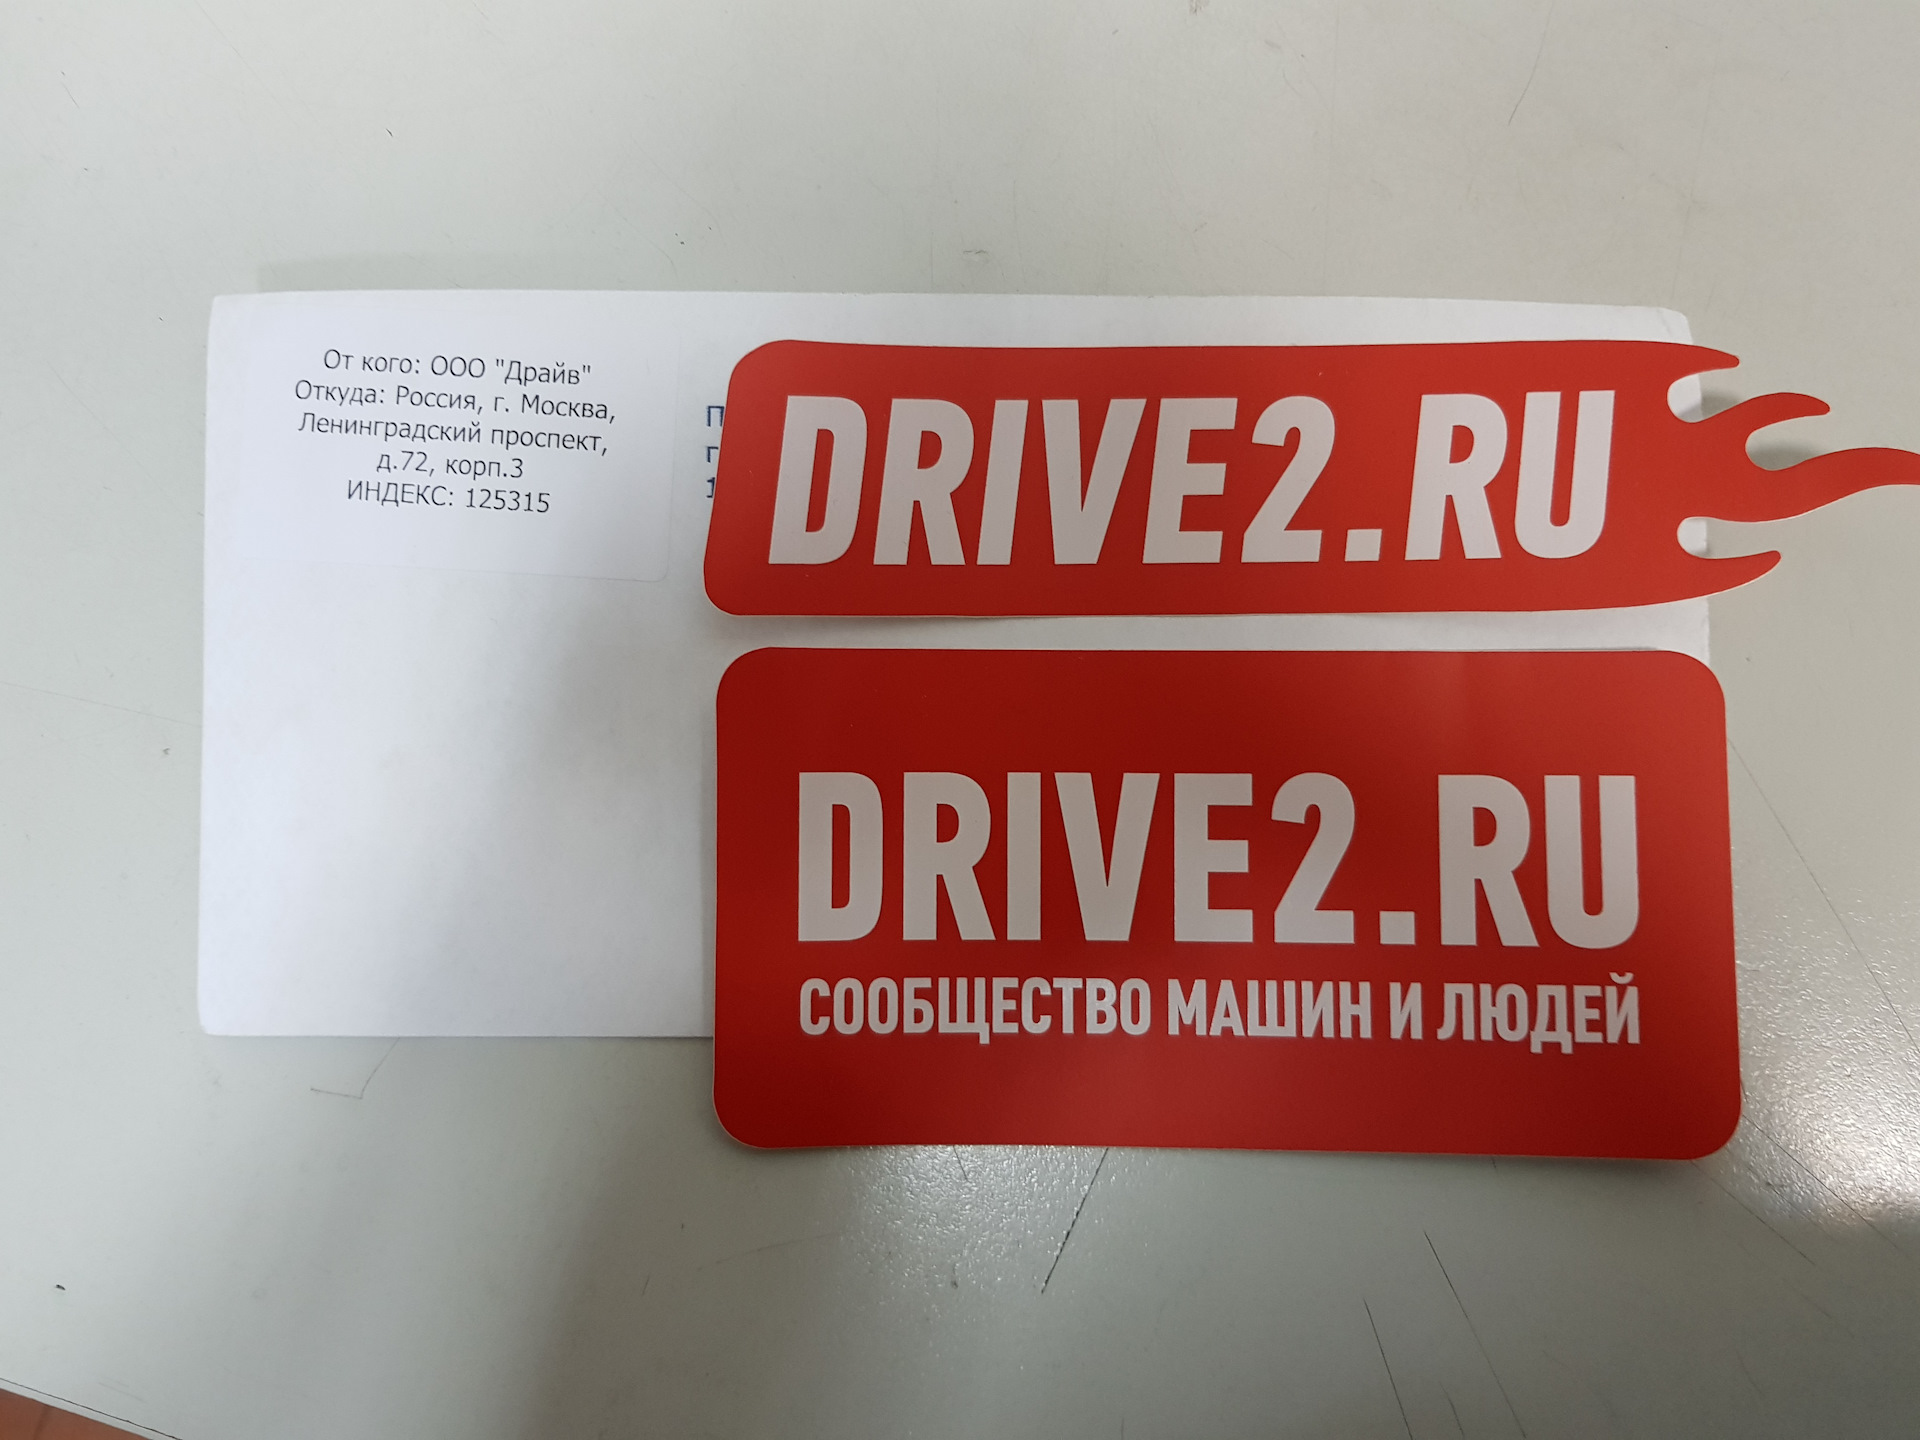 От кого: ООО "Драйв"
Откуда: Россия, г. Москва,
Ленинградский проспект,
д.72, корп.3
ИНДЕКС: 125315
DRIVE2.RU
DRIVE2.RU
СООБЩЕСТВО МАШИН И ЛЮДЕЙ